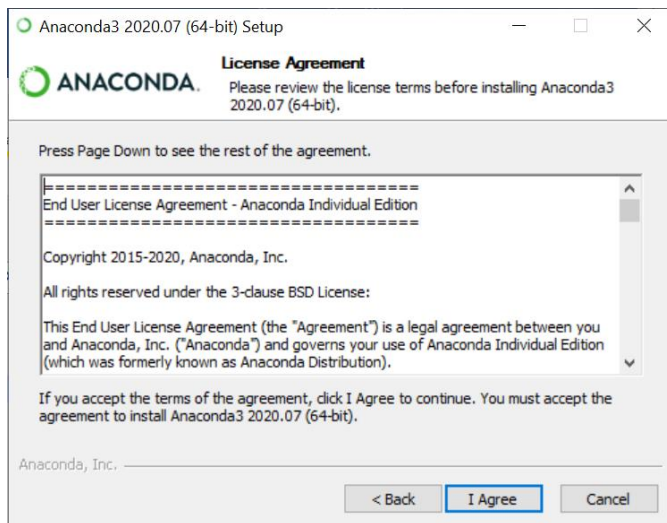 Anaconda3 2020.07 (64-bit) Setup
ANACONDA.
License Agreement
Please review the license terms before installing Anaconda3
2020.07 (64-bit).
Press Page Down to see the rest of the agreement.
===================================
End User License Agreement - Anaconda Individual Edition
===================================
Copyright 2015-2020, Anaconda, Inc.
All rights reserved under the 3-clause BSD License:
This End User License Agreement (the "Agreement") is a legal agreement between you
and Anaconda, Inc. ("Anaconda") and governs your use of Anaconda Individual Edition
(which was formerly known as Anaconda Distribution).
If you accept the terms of the agreement, click I Agree to continue. You must accept the
agreement to install Anaconda3 2020.07 (64-bit).
Anaconda, Inc.
< Back
I Agree
Cancel